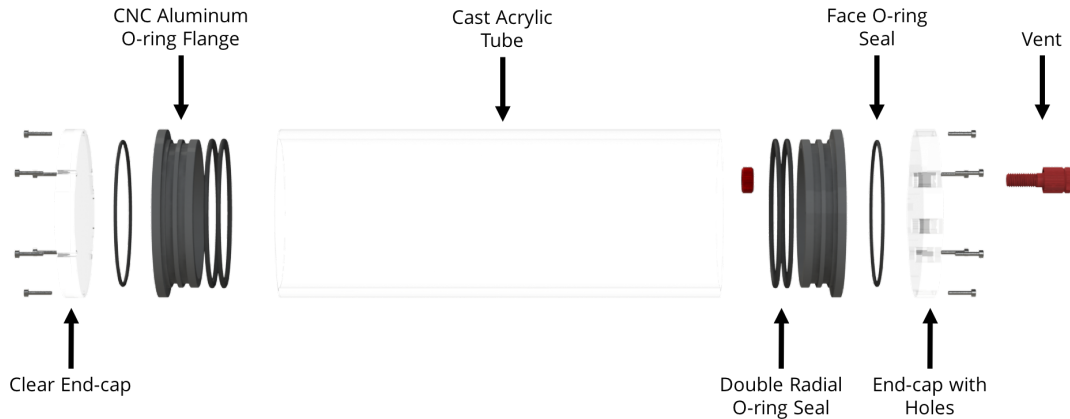 CNC Aluminum
O-ring Flange
Cast Acrylic
Tube
Face O-ring
Seal
Vent
Clear End-cap
Double Radial
O-ring Seal
End-cap with
Holes